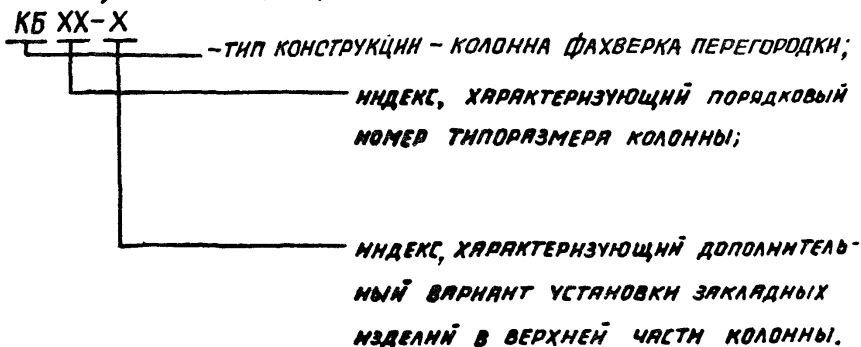 КБ ХХ-Х
-ТИП КОНСТРУКЦИИ - КОЛОННА ФАХВЕРКА ПЕРЕГОРОДКИ;
ИНДЕКС, ХАРАКТЕРИЗУЮЩИЙ ПОРЯДКОВЫЙ
НОМЕР ТИПОРАЗМЕРА КОЛОННЫ;
ИНДЕКС, ХАРАКТЕРИЗУЮЩИЙ ДОПОЛНИТЕЛЬ-
НЫЙ ВАРИАНТ УСТАНОВКИ ЗАКЛАДНЫХ
ИЗДЕЛИЙ В ВЕРХНЕЙ ЧАСТИ КОЛОННЫ.